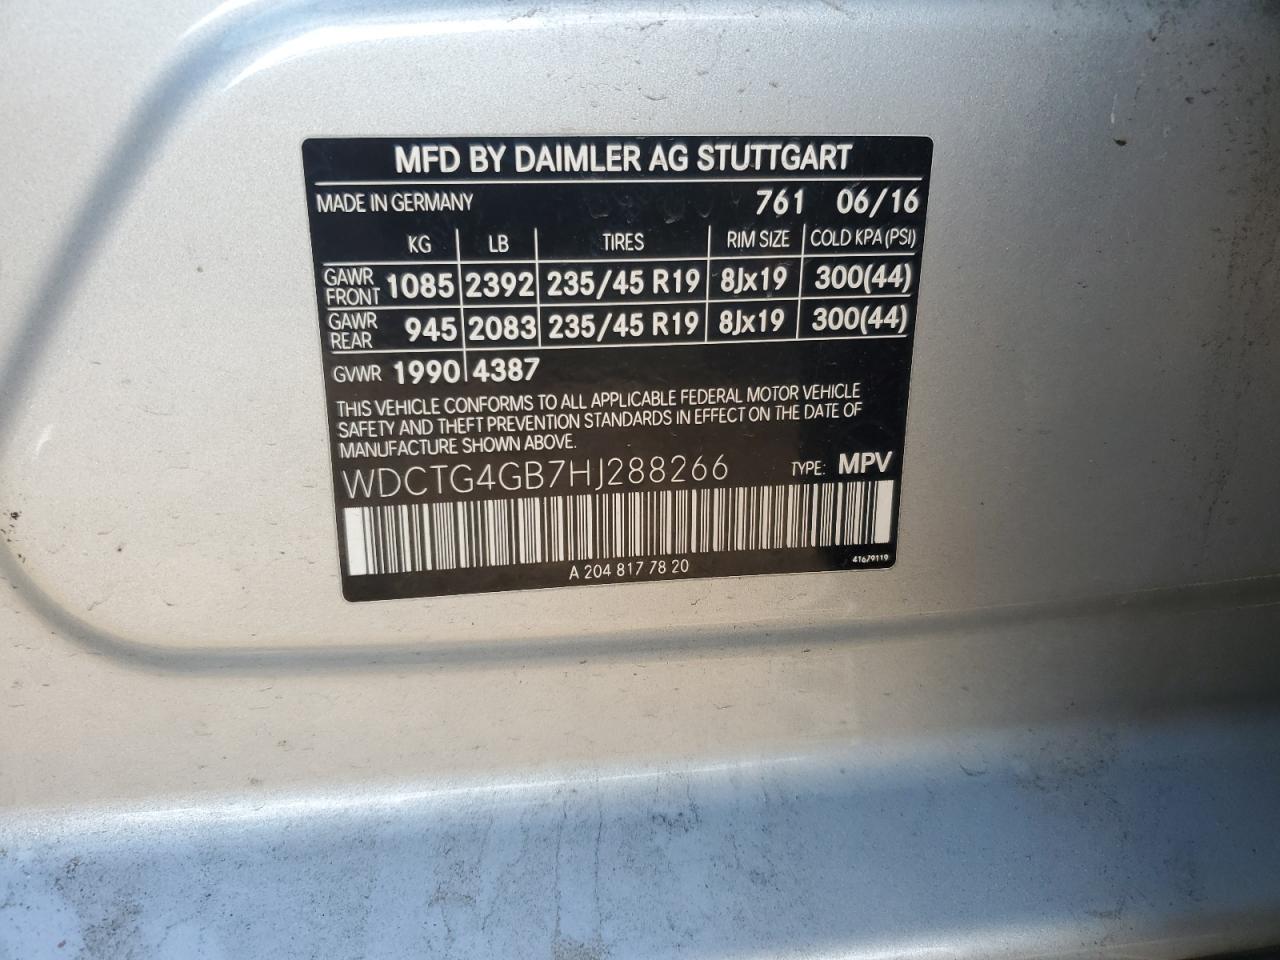 MFD BY DAIMLER AG STUTTGART
MADE IN GERMANY 761 06/16
KG LB TIRES RIM SIZE COLD KPA (PSI)
GAWR FRONT 1085 2392 235/45 R19 8Jx19 300(44)
GAWR REAR 945 2083 235/45 R19 8Jx19 300(44)
GVWR 1990 4387
THIS VEHICLE CONFORMS TO ALL APPLICABLE FEDERAL MOTOR VEHICLE
SAFETY AND THEFT PREVENTION STANDARDS IN EFFECT ON THE DATE OF
MANUFACTURE SHOWN ABOVE.
WDCTG4GB7HJ288266 TYPE: MPV
A 204 817 78 20 41679119